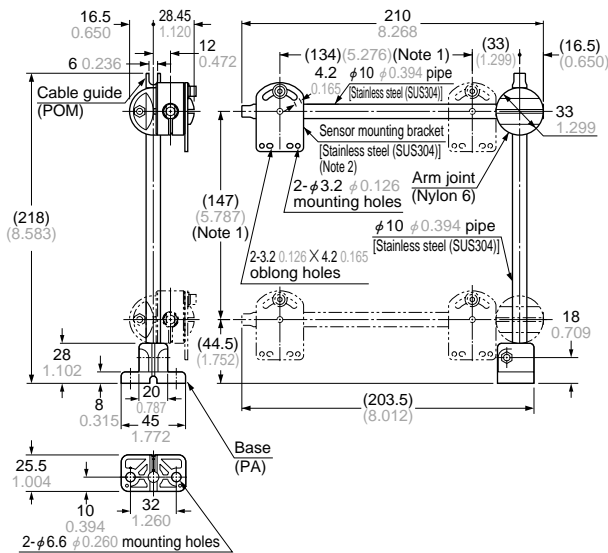 16.5
0.650
28.45
1.120
12
0.472
6 0.236
Cable guide
(POM)
(218)
(8.583)
28
1.102
8
0.315
20
0.787
45
1.772
Base
(PA)
25.5
1.004
10
0.394
32
1.260
2-φ6.6 φ0.260 mounting holes
210
8.268
(134)(5.276)(Note 1)
(33)
(1.299)
(16.5)
(0.650)
4.2
0.165
φ10 φ0.394 pipe
[Stainless steel (SUS304)]
33
1.299
Sensor mounting bracket
[Stainless steel (SUS304)]
(Note 2)
Arm joint
(Nylon 6)
2-φ3.2 φ0.126
mounting holes
(147)
(5.787)
(Note 1)
φ10 φ0.394 pipe
[Stainless steel (SUS304)]
2-3.2 0.126 X 4.2 0.165
oblong holes
18
0.709
(44.5)
(1.752)
(203.5)
(8.012)